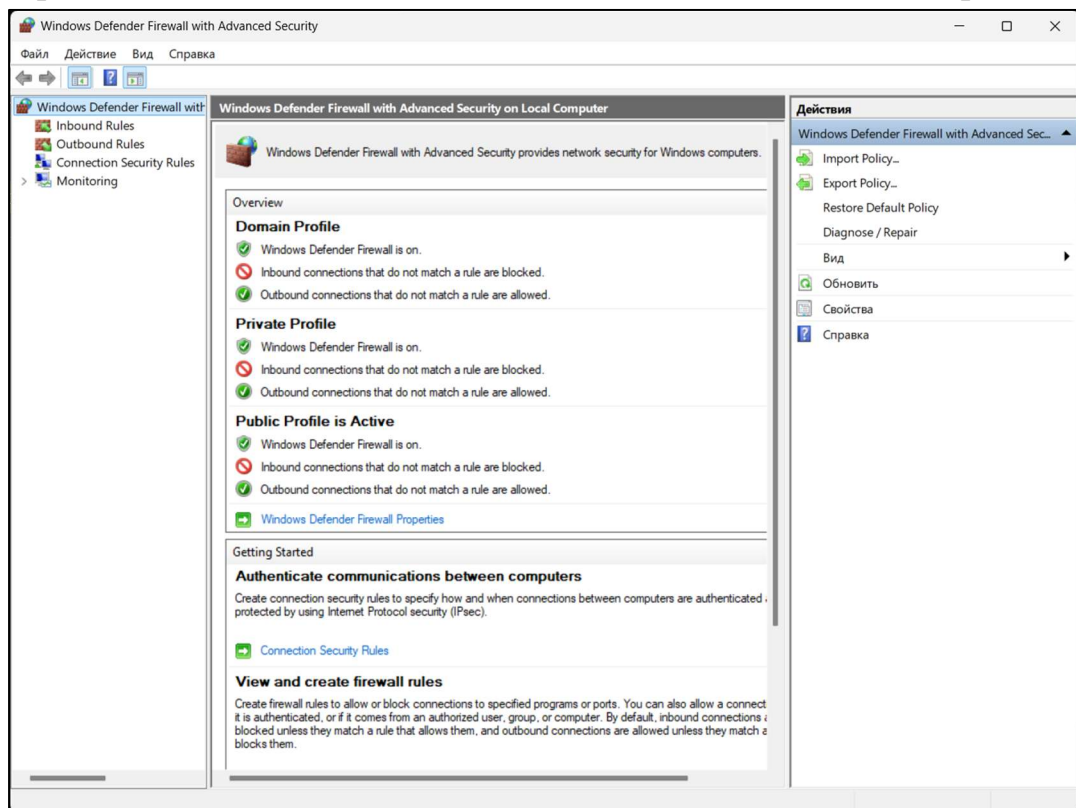 Windows Defender Firewall with Advanced Security
Файл Действие Вид Справка
Windows Defender Firewall with
Inbound Rules
Outbound Rules
Connection Security Rules
Monitoring
Windows Defender Firewall with Advanced Security on Local Computer
Windows Defender Firewall with Advanced Security provides network security for Windows computers.
Overview
Domain Profile
Windows Defender Firewall is on.
Inbound connections that do not match a rule are blocked.
Outbound connections that do not match a rule are allowed.
Private Profile
Windows Defender Firewall is on.
Inbound connections that do not match a rule are blocked.
Outbound connections that do not match a rule are allowed.
Public Profile is Active
Windows Defender Firewall is on.
Inbound connections that do not match a rule are blocked.
Outbound connections that do not match a rule are allowed.
Windows Defender Firewall Properties
Getting Started
Authenticate communications between computers
Create connection security rules to specify how and when connections between computers are authenticated
protected by using Internet Protocol security (IPsec).
Connection Security Rules
View and create firewall rules
Create firewall rules to allow or block connections to specified programs or ports. You can also allow a connect
it is authenticated, or if it comes from an authorized user, group, or computer. By default, inbound connections
blocked unless they match a rule that allows them, and outbound connections are allowed unless they match a
blocks them.
Действия
Windows Defender Firewall with Advanced Sec...
Import Policy...
Export Policy...
Restore Default Policy
Diagnose / Repair
Вид
Обновить
Свойства
Справка